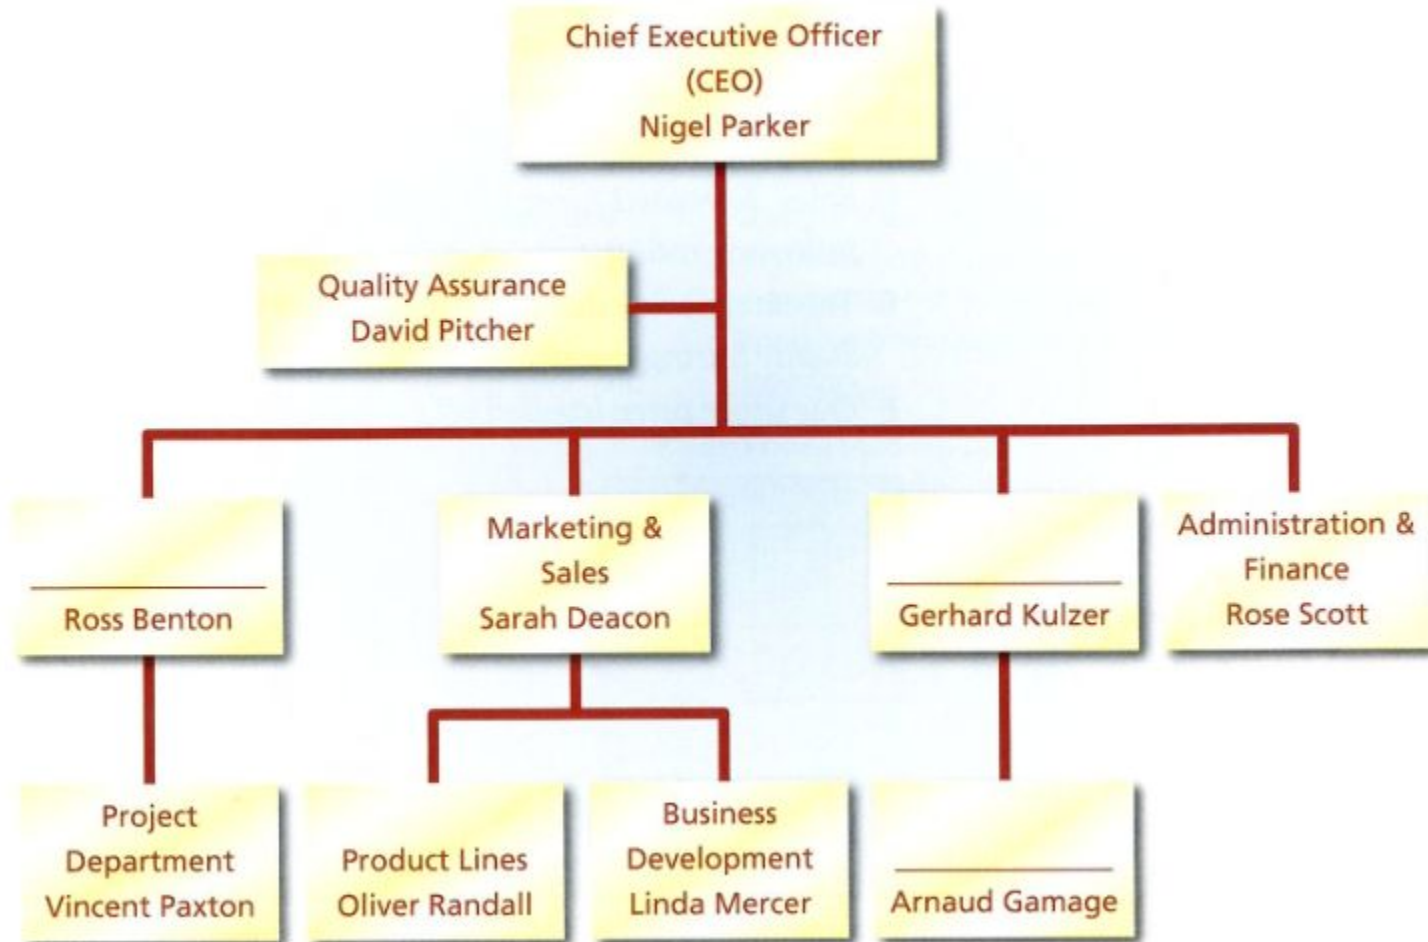 Chief Executive Officer
(CEO)
Nigel Parker
Quality Assurance
David Pitcher
Ross Benton
Marketing &
Sales
Sarah Deacon
Gerhard Kulzer
Administration &
Finance
Rose Scott
Project
Department
Vincent Paxton
Product Lines
Oliver Randall
Business
Development
Linda Mercer
Arnaud Gamage